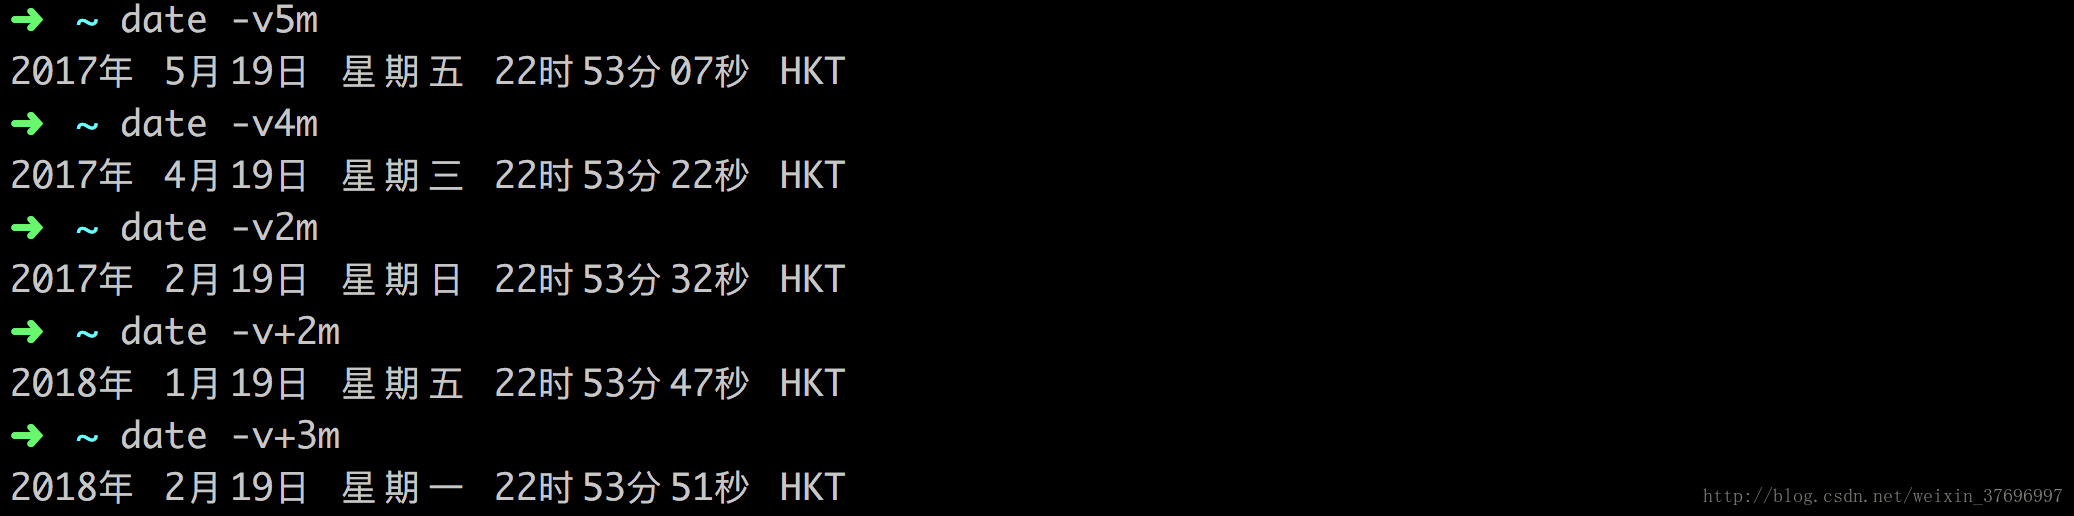 ➜ ~ date -v5m
2017年 5月19日 星期五 22时53分07秒 HKT
➜ ~ date -v4m
2017年 4月19日 星期三 22时53分22秒 HKT
➜ ~ date -v2m
2017年 2月19日 星期日 22时53分32秒 HKT
➜ ~ date -v+2m
2018年 1月19日 星期五 22时53分47秒 HKT
➜ ~ date -v+3m
2018年 2月19日 星期一 22时53分51秒 HKT
http://blog.csdn.net/weixin_37696997